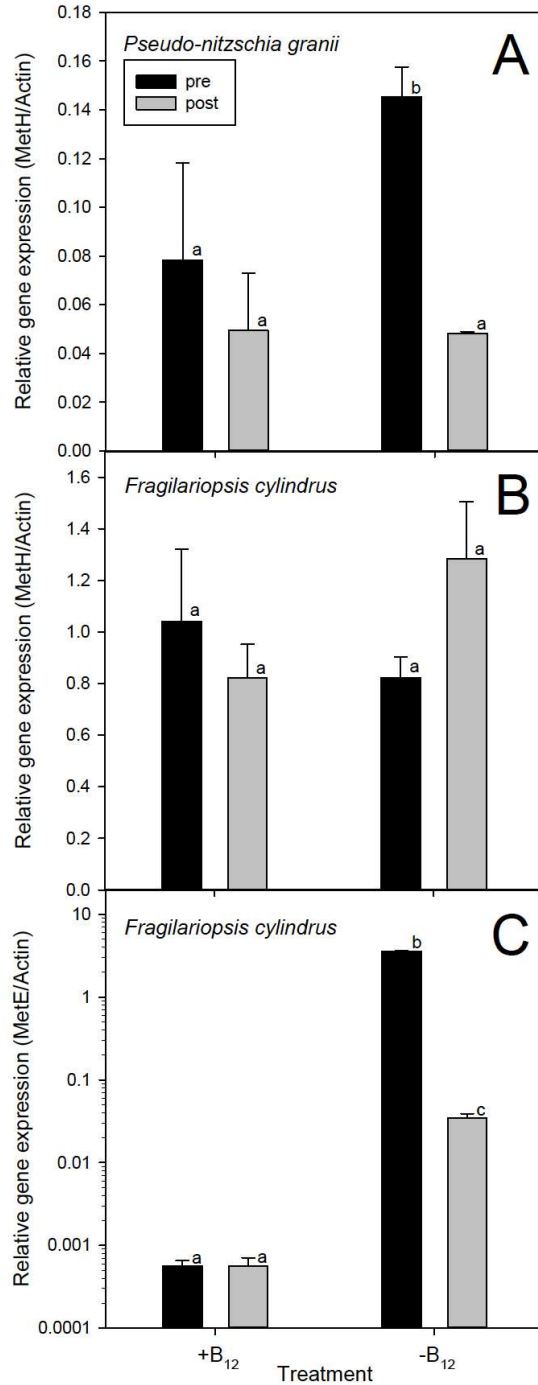 0.18
Pseudo-nitzschia granii
A
pre
post
0.16
0.14
0.12
0.10
0.08
0.06
0.04
0.02
0.00
Relative gene expression (MetH/Actin)
a
a
b
a
1.6
Fragilariopsis cylindrus
B
1.4
1.2
1.0
0.8
0.6
0.4
0.2
0.0
Relative gene expression (MetH/Actin)
a
a
a
a
10
Fragilariopsis cylindrus
C
1
0.1
0.01
0.001
0.0001
Relative gene expression (MetE/Actin)
a
a
b
c
+B12
-B12
Treatment